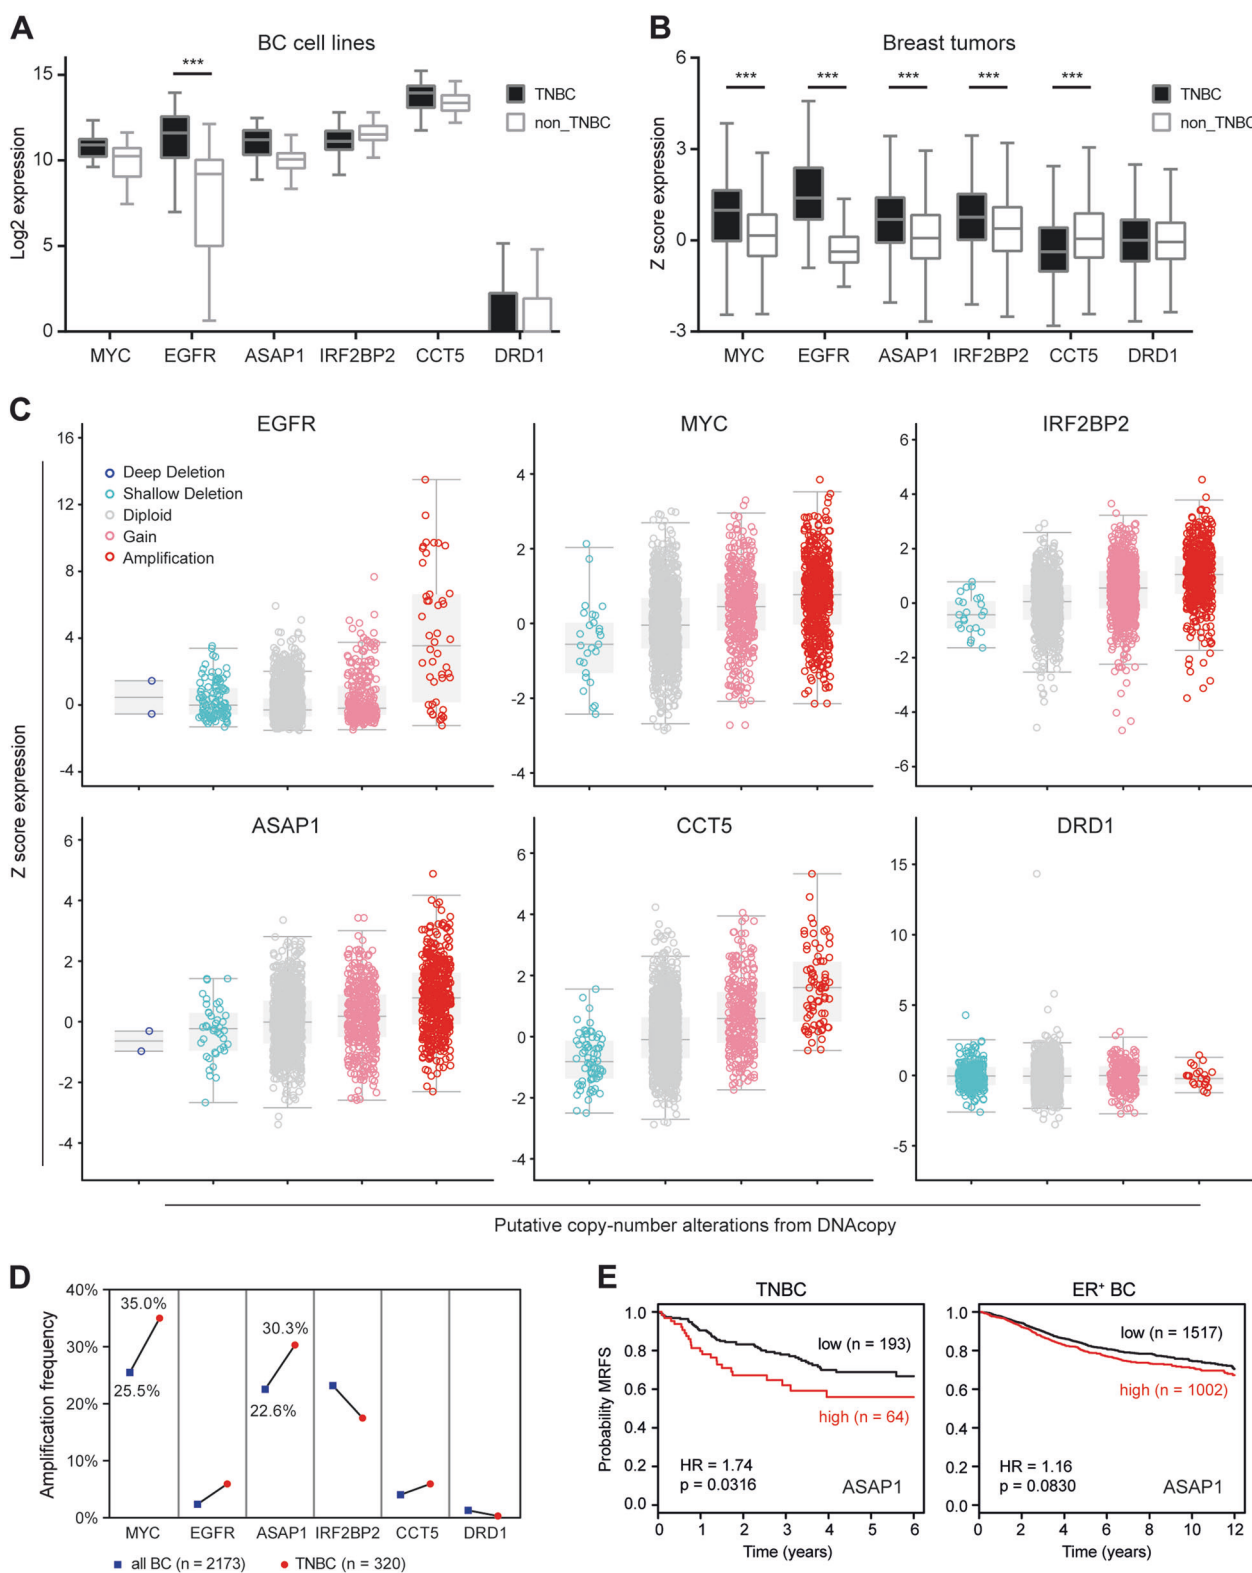 A
BC cell lines
***
TNBC
non_TNBC
Log2 expression
15
10
5
0
MYC
EGFR
ASAP1
IRF2BP2
CCT5
DRD1
B
Breast tumors
***
***
***
***
***
TNBC
non_TNBC
Z score expression
6
3
0
-3
MYC
EGFR
ASAP1
IRF2BP2
CCT5
DRD1
C
EGFR
16
12
8
4
0
-4
Deep Deletion
Shallow Deletion
Diploid
Gain
Amplification
MYC
4
2
0
-2
-4
IRF2BP2
6
4
2
0
-2
-4
-6
Z score expression
ASAP1
6
4
2
0
-2
-4
CCT5
6
4
2
0
-2
-4
DRD1
15
10
5
0
-5
Putative copy-number alterations from DNAcopy
D
Amplification frequency
40%
30%
20%
10%
0%
35.0%
25.5%
30.3%
22.6%
MYC
EGFR
ASAP1
IRF2BP2
CCT5
DRD1
all BC (n = 2173)
TNBC (n = 320)
E
TNBC
Probability MRFS
1.0
0.8
0.6
0.4
0.2
0.0
low (n = 193)
high (n = 64)
HR = 1.74
p = 0.0316
ASAP1
0 1 2 3 4 5 6
Time (years)
ER⁺ BC
1.0
0.8
0.6
0.4
0.2
0.0
low (n = 1517)
high (n = 1002)
HR = 1.16
p = 0.0830
ASAP1
0 2 4 6 8 10 12
Time (years)